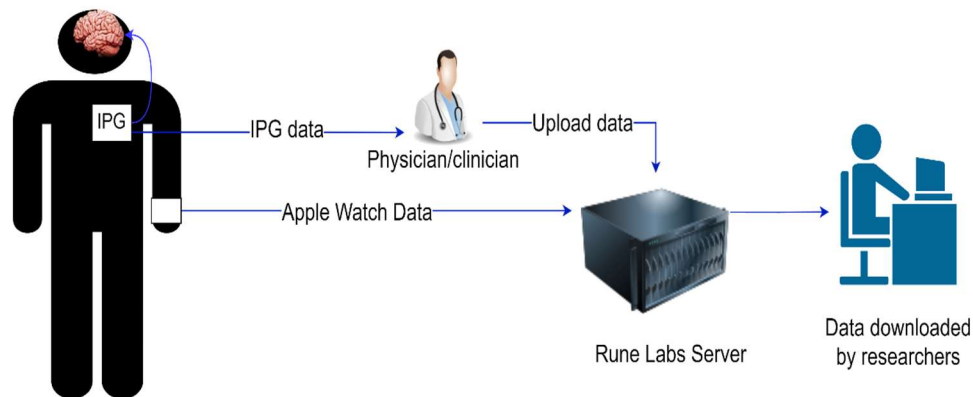 IPG
IPG data
Physician/clinician
Upload data
Apple Watch Data
Rune Labs Server
Data downloaded
by researchers